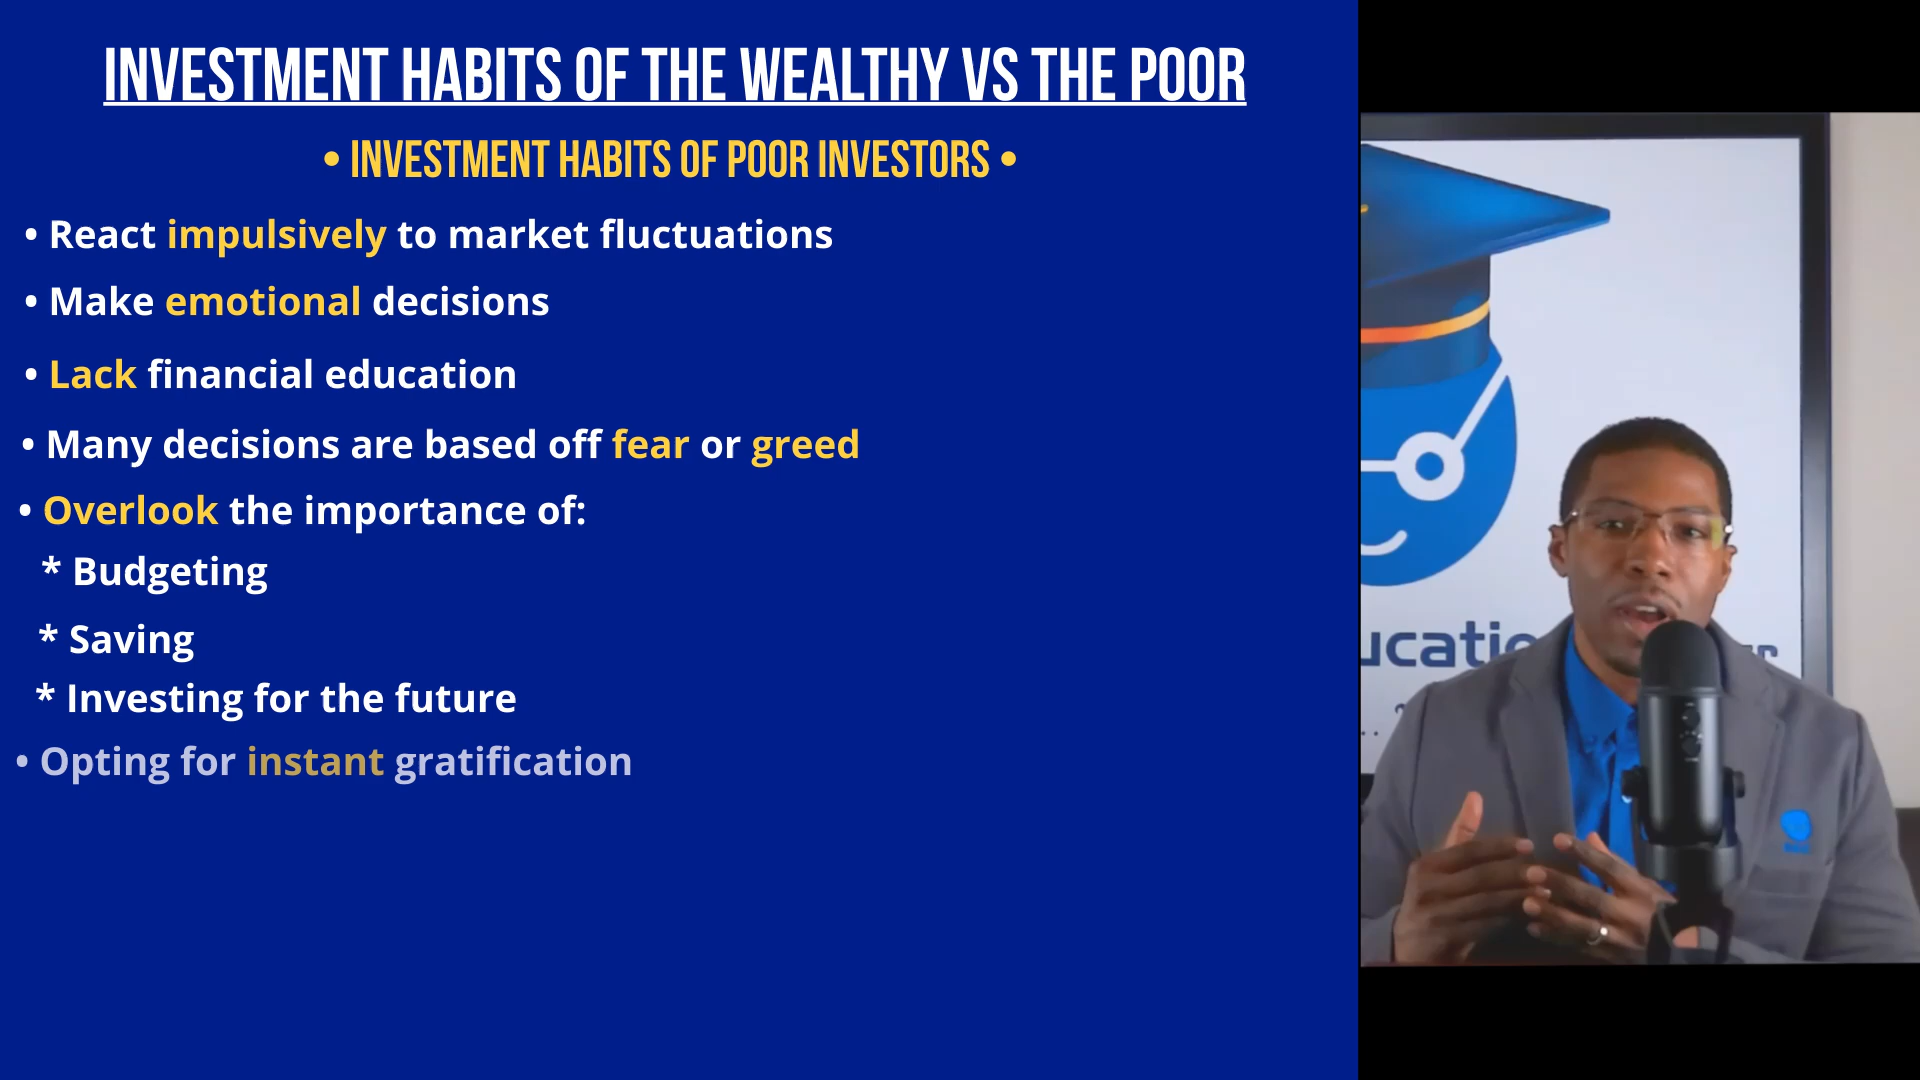 INVESTMENT HABITS OF THE WEALTHY VS THE POOR
• INVESTMENT HABITS OF POOR INVESTORS •
• React impulsively to market fluctuations
• Make emotional decisions
• Lack financial education
• Many decisions are based off fear or greed
• Overlook the importance of:
* Budgeting
* Saving
* Investing for the future
• Opting for instant gratification